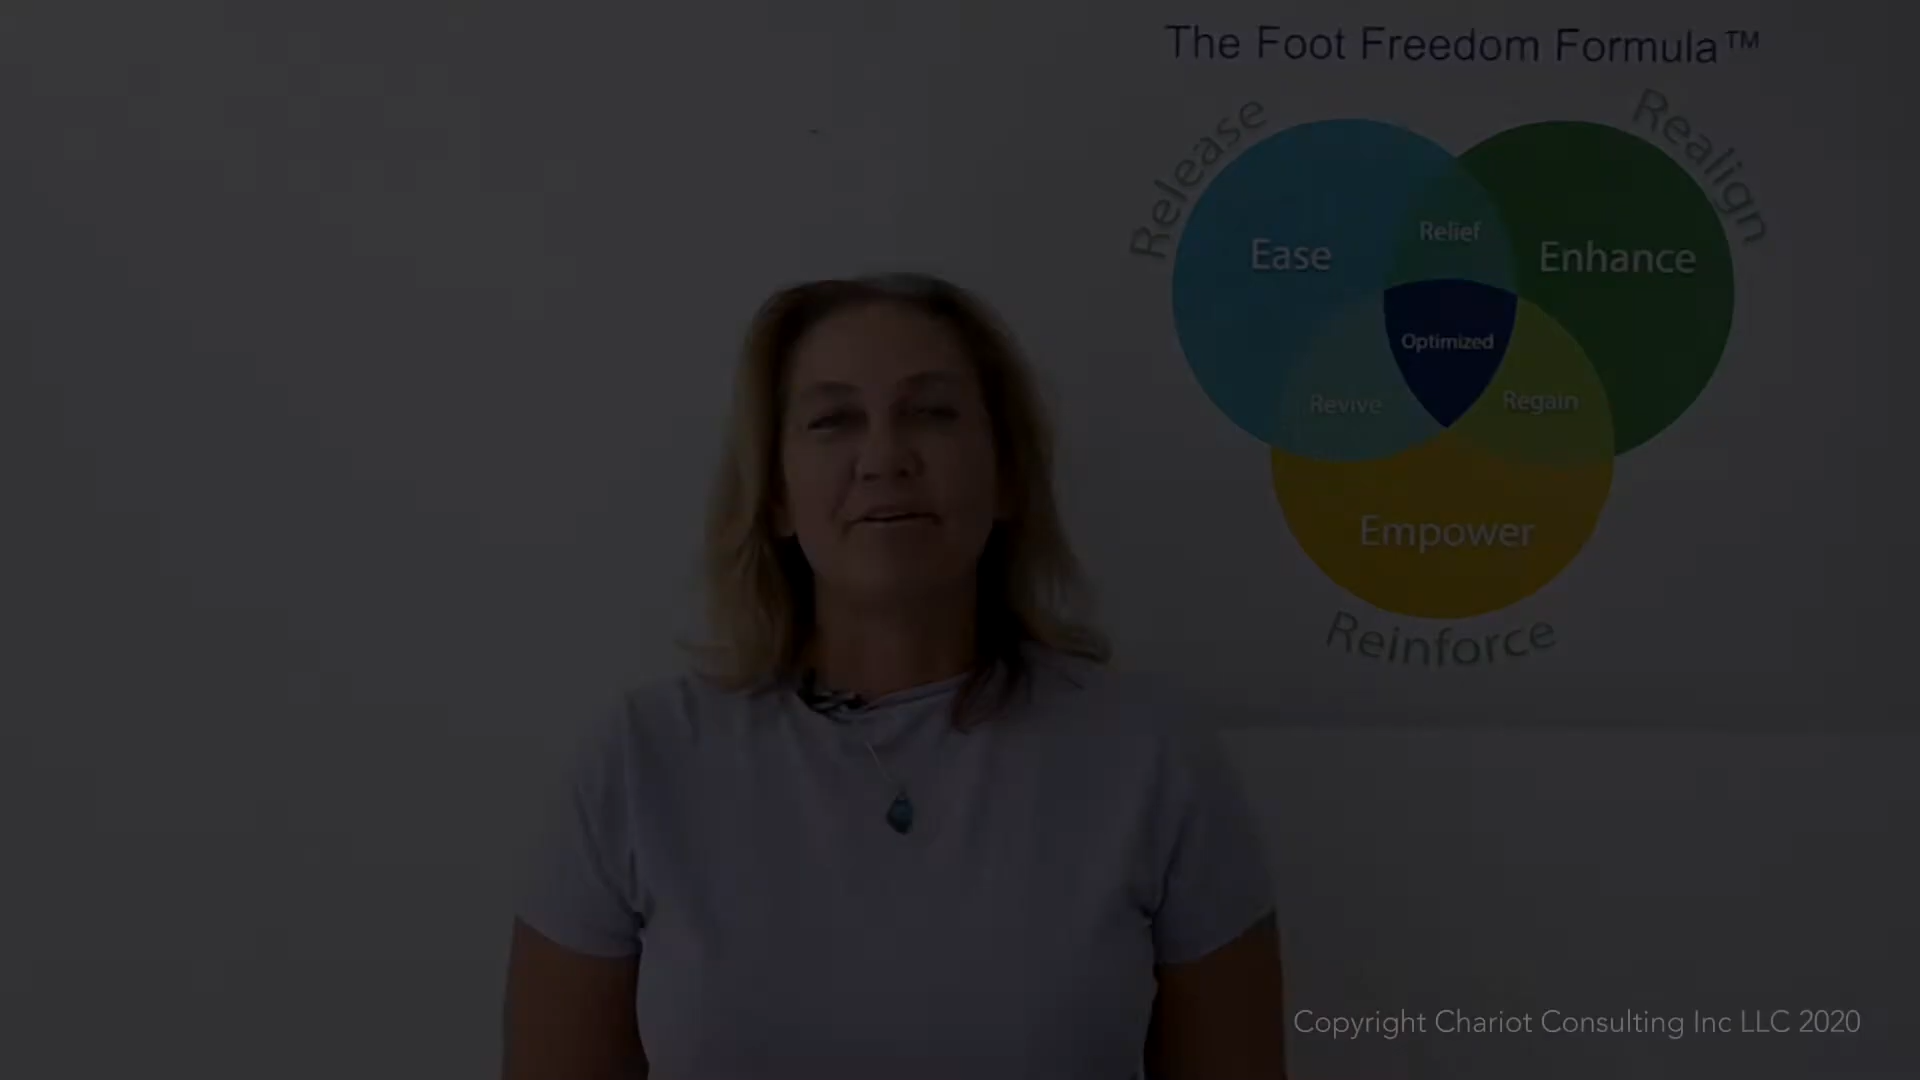 The Foot Freedom Formula™
Release
Realign
Relief
Ease
Enhance
Optimized
Revive
Regain
Empower
Reinforce
Copyright Chariot Consulting Inc LLC 2020